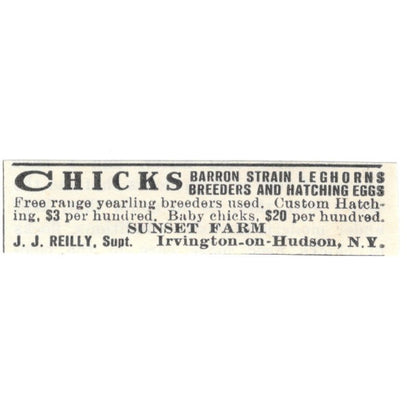 CHICKS BARRON STRAIN LEGHORNS
BREEDERS AND HATCHING EGGS
Free range yearling breeders used. Custom Hatch-
ing, $3 per hundred. Baby chicks, $20 per hundred.
SUNSET FARM
J. J. REILLY, Supt. Irvington-on-Hudson, N.Y.